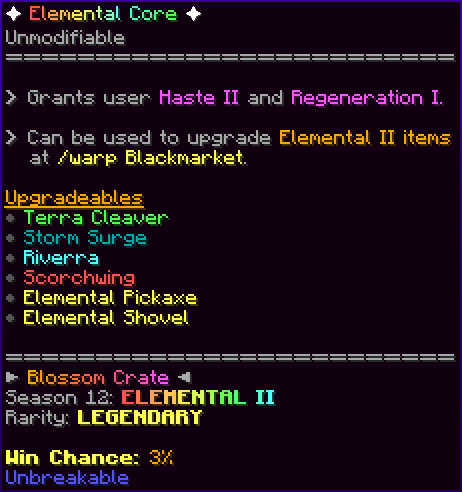 ✦ Elemental Core ✦
Unmodifiable
================================
> Grants user Haste II and Regeneration I.
> Can be used to upgrade Elemental II items
at /warp Blackmarket.
Upgradeables
• Terra Cleaver
• Storm Surge
• Riverra
• Scorchwing
• Elemental Pickaxe
• Elemental Shovel
================================
► Blossom Crate ◄
Season 12: ELEMENTAL II
Rarity: LEGENDARY
Win Chance: 3%
Unbreakable